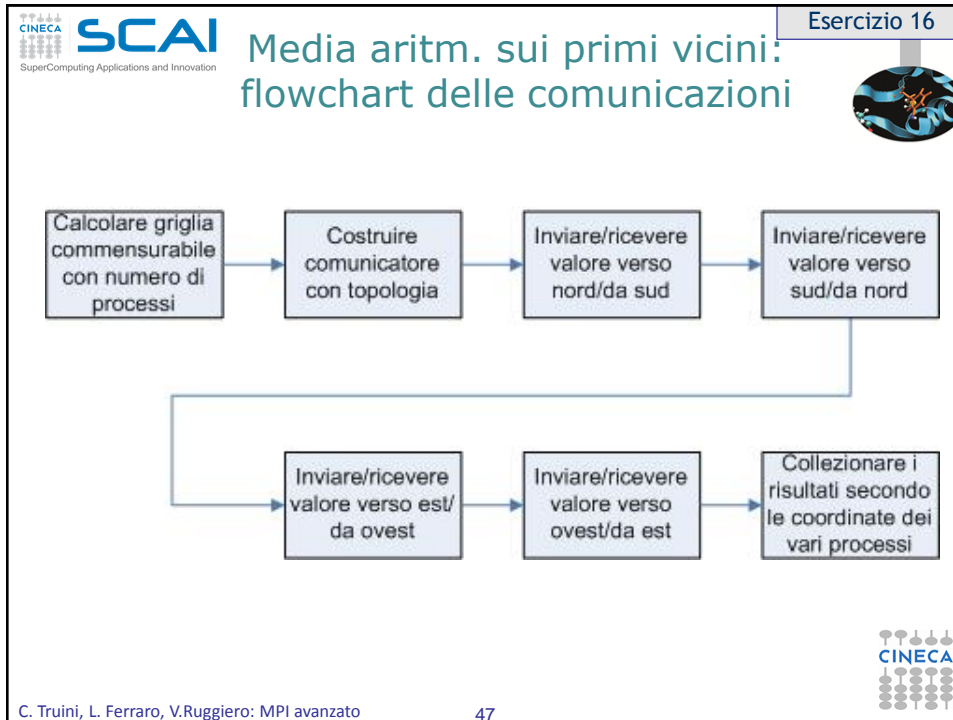 CINECA
SCAI
SuperComputing Applications and Innovation
Esercizio 16
Media aritm. sui primi vicini:
flowchart delle comunicazioni
Calcolare griglia
commensurabile
con numero di
processi
Costruire
comunicatore
con topologia
Inviare/ricevere
valore verso
nord/da sud
Inviare/ricevere
valore verso
sud/da nord
Inviare/ricevere
valore verso est/
da ovest
Inviare/ricevere
valore verso
ovest/da est
Collezionare i
risultati secondo
le coordinate dei
vari processi
CINECA
C. Truini, L. Ferraro, V.Ruggiero: MPI avanzato
47